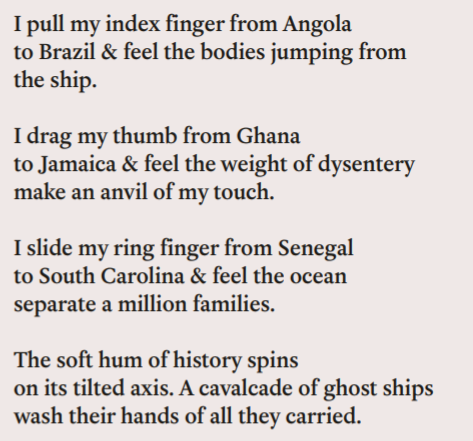 I pull my index finger from Angola
to Brazil & feel the bodies jumping from
the ship.
I drag my thumb from Ghana
to Jamaica & feel the weight of dysentery
make an anvil of my touch.
I slide my ring finger from Senegal
to South Carolina & feel the ocean
separate a million families.
The soft hum of history spins
on its tilted axis. A cavalcade of ghost ships
wash their hands of all they carried.